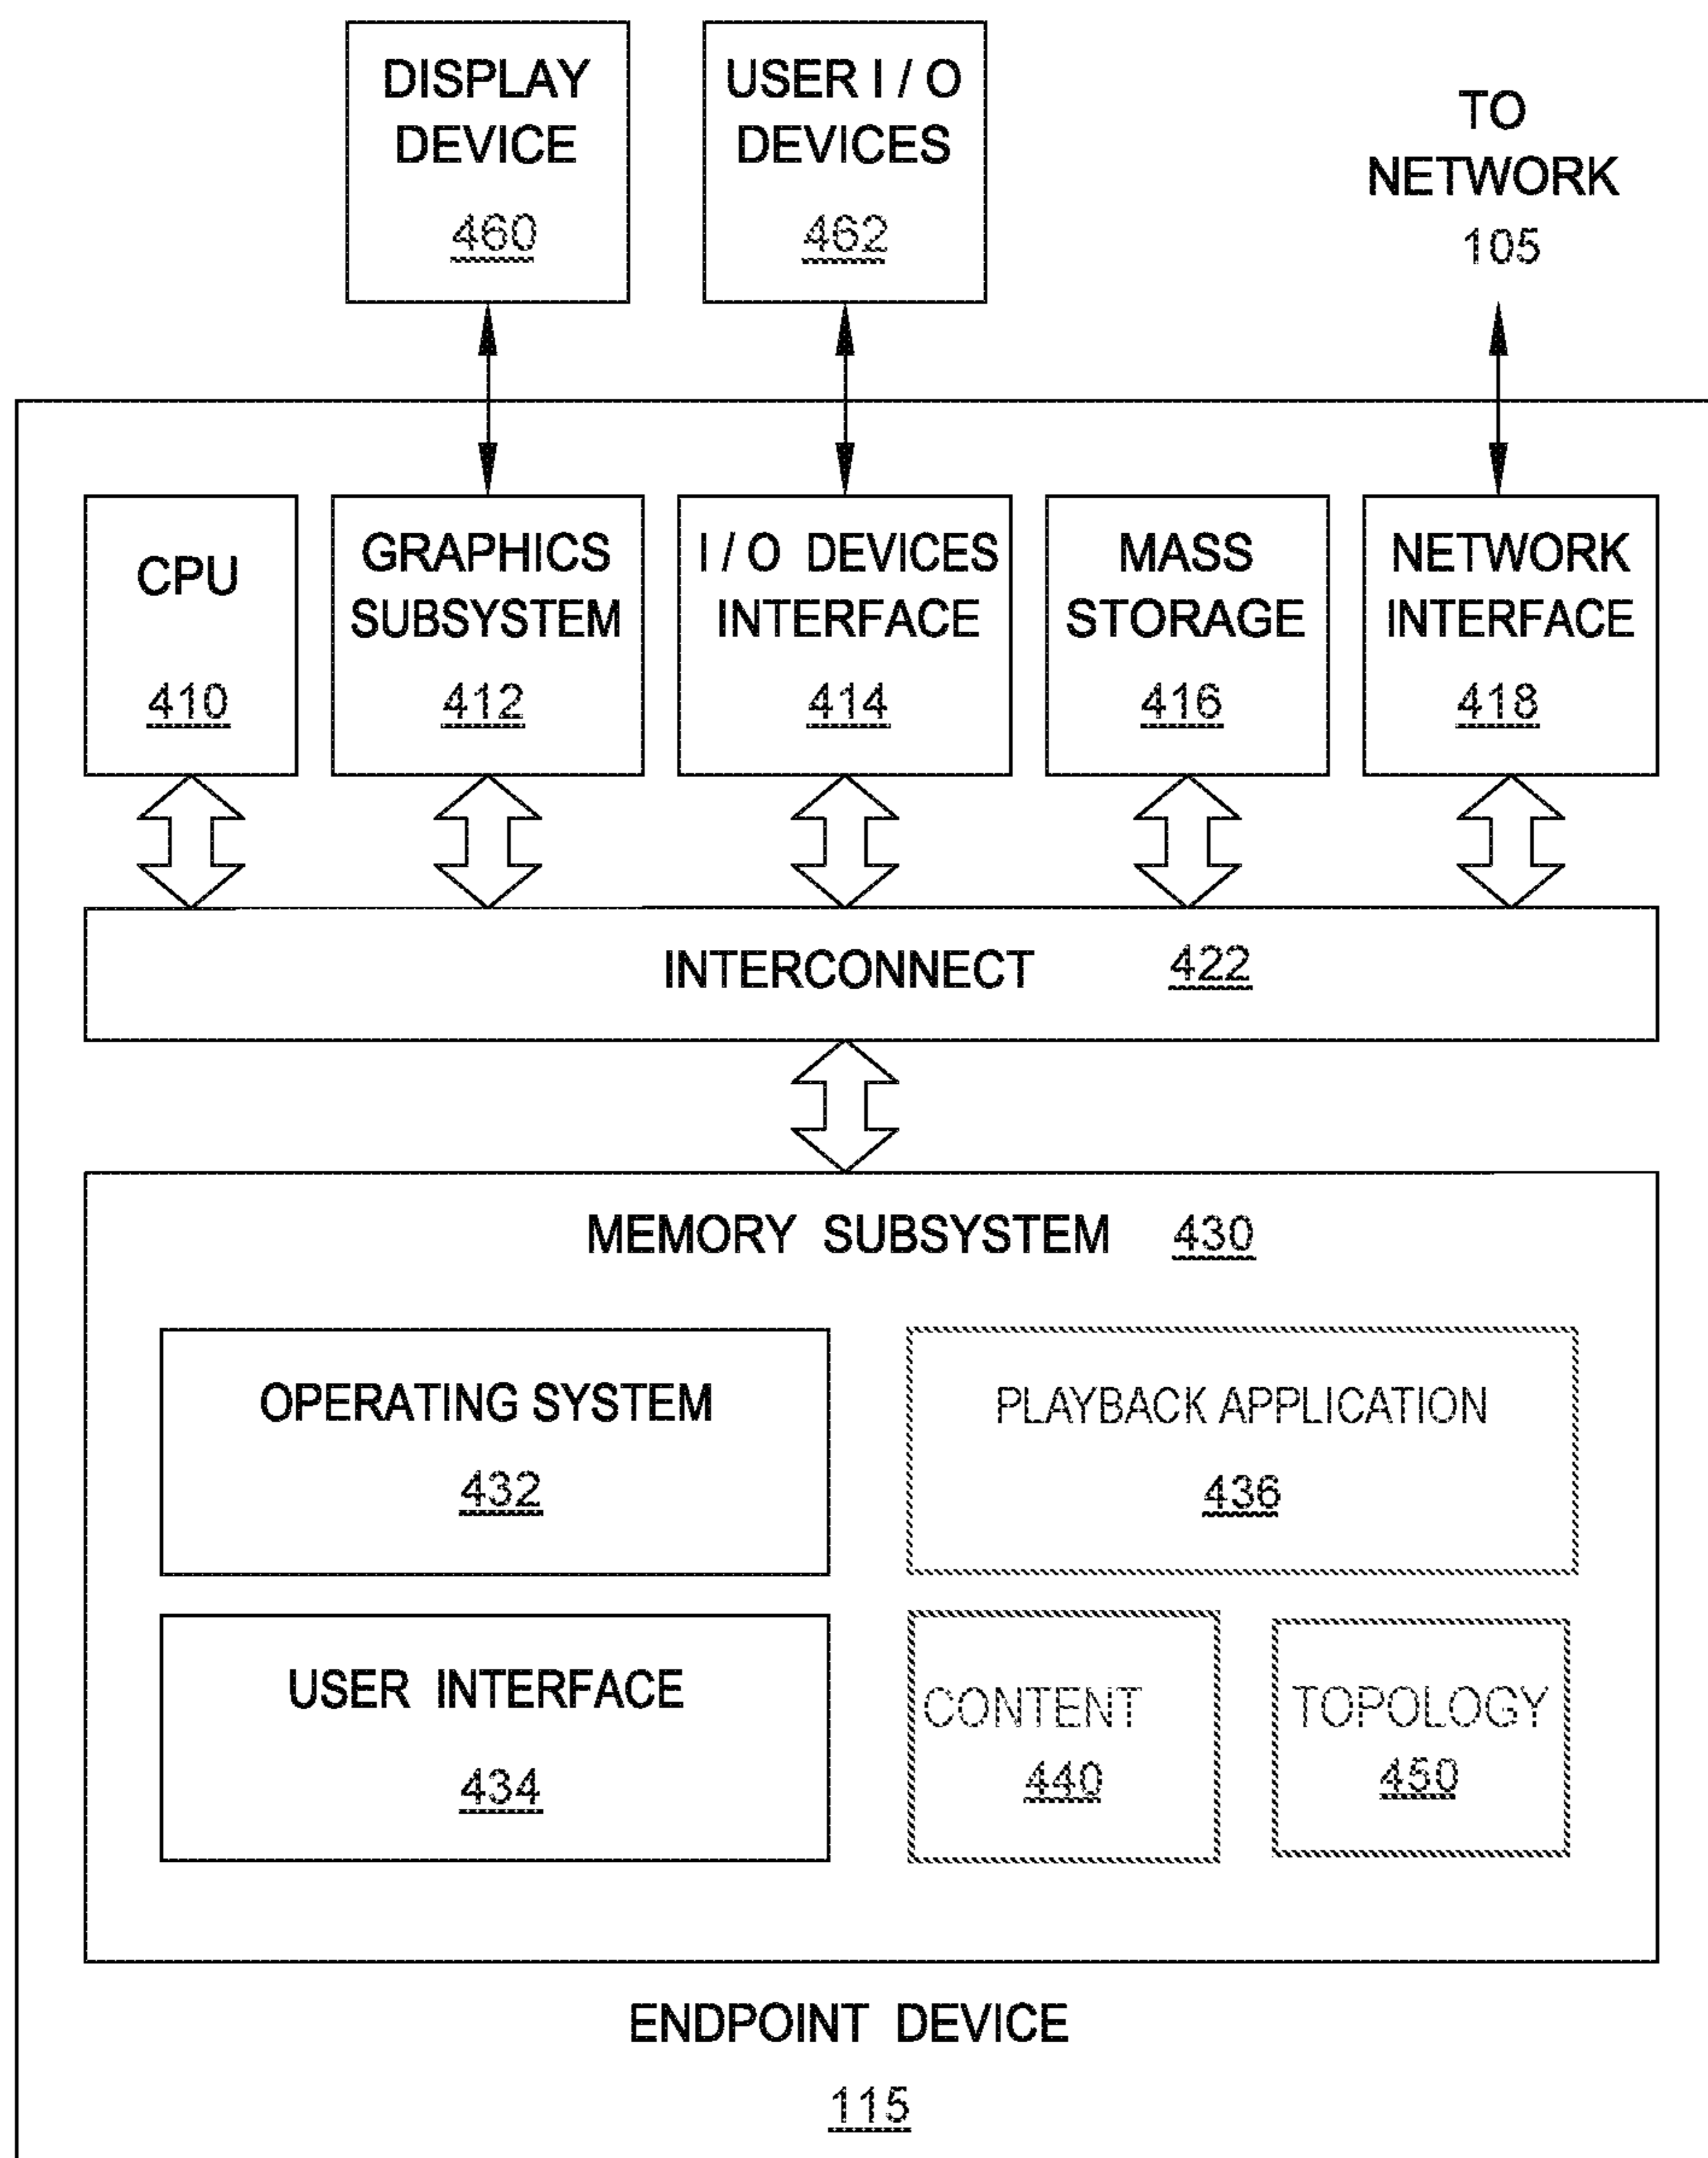 DISPLAY
DEVICE
460
USER I / O
DEVICES
462
TO
NETWORK
105
CPU
410
GRAPHICS
SUBSYSTEM
412
I / O DEVICES
INTERFACE
414
MASS
STORAGE
416
NETWORK
INTERFACE
418
INTERCONNECT 422
MEMORY SUBSYSTEM 430
OPERATING SYSTEM
432
PLAYBACK APPLICATION
436
USER INTERFACE
434
CONTENT
440
TOPOLOGY
450
ENDPOINT DEVICE
115